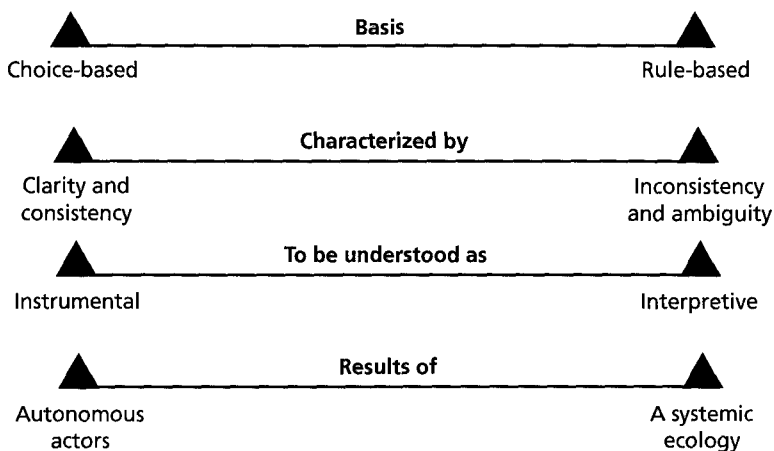 Basis
Choice-based Rule-based
Characterized by
Clarity and Inconsistency
consistency and ambiguity
To be understood as
Instrumental Interpretive
Results of
Autonomous A systemic
actors ecology